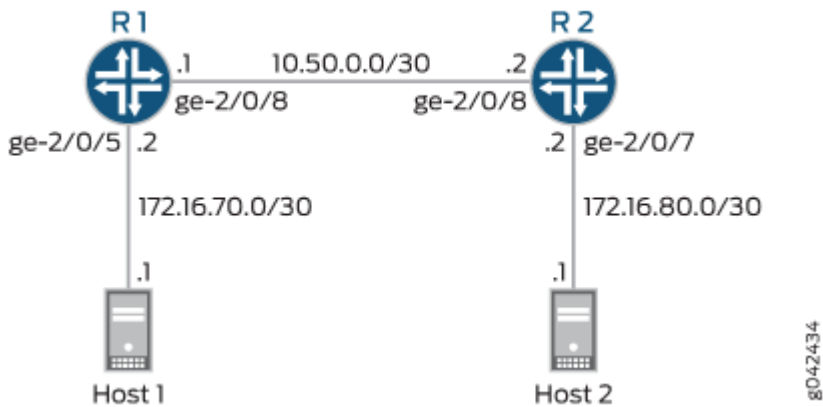 R1 R2
.1 10.50.0.0/30 .2
ge-2/0/8 ge-2/0/8
ge-2/0/5 .2 .2 ge-2/0/7
172.16.70.0/30 172.16.80.0/30
.1 .1
Host 1 Host 2
g042434